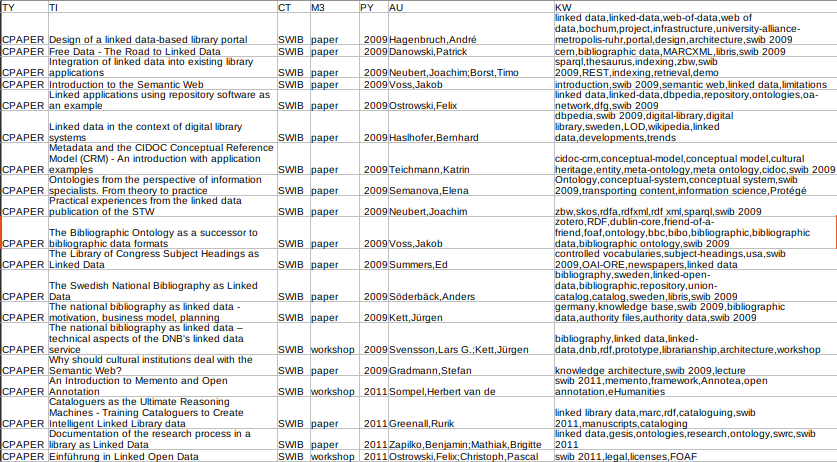 TY TI CT M3 PY AU KW
linked data,linked-data,web-of-data,web of
data,bochum,project,infrastructure,university-alliance-
metropolis-ruhr,portal,design,architecture,swib 2009
CPAPER Design of a linked data-based library portal SWIB paper 2009 Hagenbruch, André
CPAPER Free Data - The Road to Linked Data SWIB paper 2009 Danowski, Patrick cern,bibliographic data,MARCXML,libris,swib 2009
Integration of linked data into existing library
applications
CPAPER SWIB paper 2009 Neubert,Joachim;Borst,Timo
sparql,thesaurus,indexing,zbw,swib
2009,REST,indexing,retrieval,demo
CPAPER Introduction to the Semantic Web SWIB paper 2009 Voss,Jakob introduction,swib 2009,semantic web,linked data,limitations
Linked applications using repository software as
an example
CPAPER SWIB paper 2009 Ostrowski,Felix
linked data,linked-data,dbpedia,repository,ontologies,oa-
network,dfg,swib 2009
Linked data in the context of digital library
systems
CPAPER SWIB paper 2009 Haslhofer,Bernhard
dbpedia,swib 2009,digital-library,digital
library,sweden,LOD,wikipedia,linked
data,developments,trends
Metadata and the CIDOC Conceptual Reference
Model (CRM) - An introduction with application
examples
CPAPER SWIB paper 2009 Teichmann,Katrin
cidoc-crm,conceptual-model,conceptual model,cultural
heritage,entity,meta-ontology,meta ontology,cidoc,swib 2009
Ontologies from the perspective of information
specialists. From theory to practice
CPAPER SWIB paper 2009 Semanova,Elena
Ontology,conceptual-system,conceptual system,swib
2009,transporting content,information science,Protégé
Practical experiences from the linked data
publication of the STW
CPAPER SWIB paper 2009 Neubert,Joachim zbw,skos,rdfa,rdfxml,rdf xml,sparql,swib 2009
The Bibliographic Ontology as a successor to
bibliographic data formats
CPAPER SWIB paper 2009 Voss,Jakob
zotero,RDF,dublin-core,friend-of-a-
friend,foaf,ontology,bbc,bibo,bibliographic,bibliographic
data,bibliographic ontology,swib 2009
The Library of Congress Subject Headings as
Linked Data
CPAPER SWIB paper 2009 Summers,Ed
controlled vocabularies,subject-headings,usa,swib
2009,OAI-ORE,newspapers,linked data
The Swedish National Bibliography as Linked
Data
CPAPER SWIB paper 2009 Söderbäck,Anders
bibliography,sweden,linked-open-
data,bibliographic,repository,union-
catalog,catalog,sweden,libris,swib 2009
The national bibliography as linked data -
motivation, business model, planning
CPAPER SWIB paper 2009 Kett,Jürgen
germany,knowledge base,swib 2009,bibliographic
data,authority files,authority data,swib 2009
The national bibliography as linked data –
technical aspects of the DNB's linked data
service
CPAPER SWIB workshop 2009 Svensson,Lars G.;Kett,Jürgen
bibliography,linked data,linked-
data,dnb,rdf,prototype,librarianship,architecture,workshop
Why should cultural institutions deal with the
Semantic Web?
CPAPER SWIB paper 2009 Gradmann,Stefan knowledge architecture,swib 2009,lecture
An Introduction to Memento and Open
Annotation
CPAPER SWIB workshop 2011 Sompel,Herbert van de
swib 2011,memento,framework,Annotea,open
annotation,eHumanities
Cataloguers as the Ultimate Reasoning
Machines - Training Cataloguers to Create
Intelligent Linked Library data
CPAPER SWIB paper 2011 Greenall,Rurik
linked library data,marc,rdf,cataloguing,swib
2011,manuscripts,cataloging
Documentation of the research process in a
library as Linked Data
CPAPER SWIB paper 2011 Zapilko,Benjamin;Mathiak,Brigitte
linked data,gesis,ontologies,research,ontology,swrc,swib
2011
CPAPER Einführung in Linked Open Data SWIB workshop 2011 Ostrowski,Felix;Christoph,Pascal swib 2011,legal,licenses,FOAF